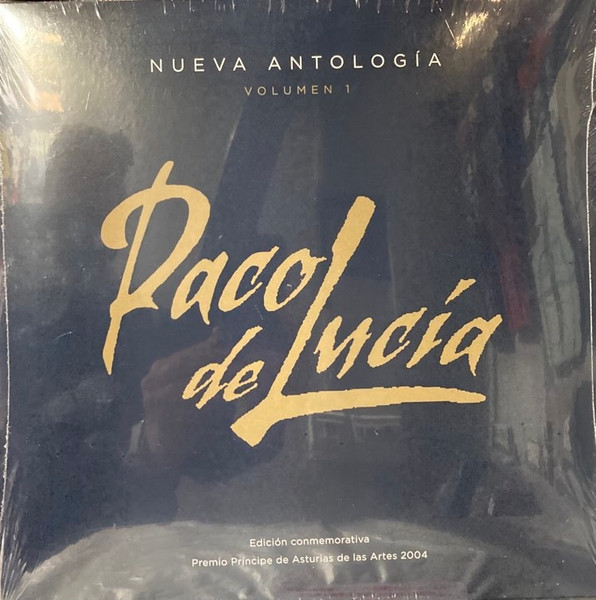 NUEVA ANTOLOGÍA
VOLUMEN 1
Paco
de Lucía
Edición conmemorativa
Premio Príncipe de Asturias de las Artes 2004